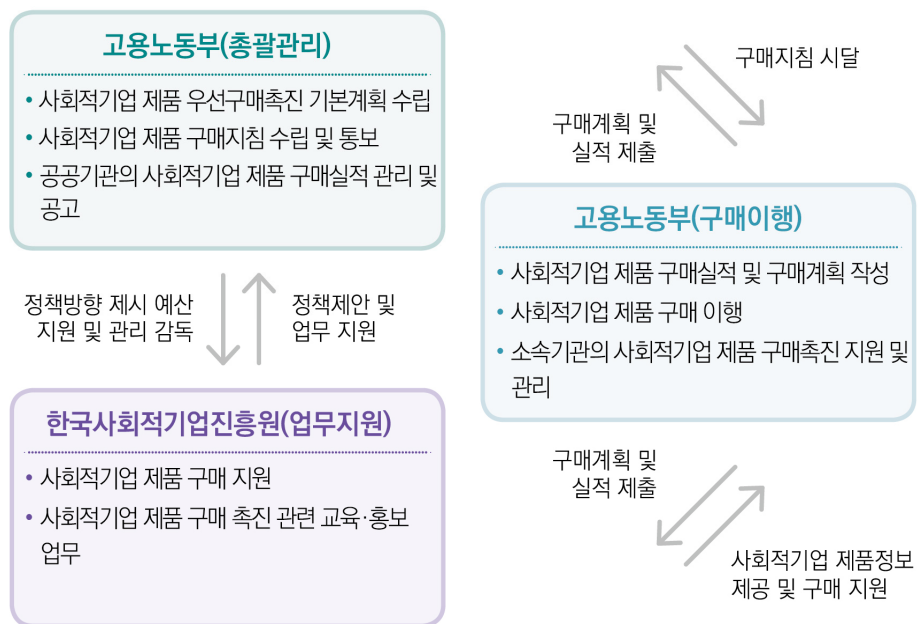 고용노동부(총괄관리)
• 사회적기업 제품 우선구매촉진 기본계획 수립
• 사회적기업 제품 구매지침 수립 및 통보
• 공공기관의 사회적기업 제품 구매실적 관리 및
공고
구매지침 시달
구매계획 및
실적 제출
고용노동부(구매이행)
• 사회적기업 제품 구매실적 및 구매계획 작성
• 사회적기업 제품 구매 이행
• 소속기관의 사회적기업 제품 구매촉진 지원 및
관리
정책방향 제시 예산
지원 및 관리 감독
정책제안 및
업무 지원
한국사회적기업진흥원(업무지원)
• 사회적기업 제품 구매 지원
• 사회적기업 제품 구매 촉진 관련 교육·홍보
업무
구매계획 및
실적 제출
사회적기업 제품정보
제공 및 구매 지원